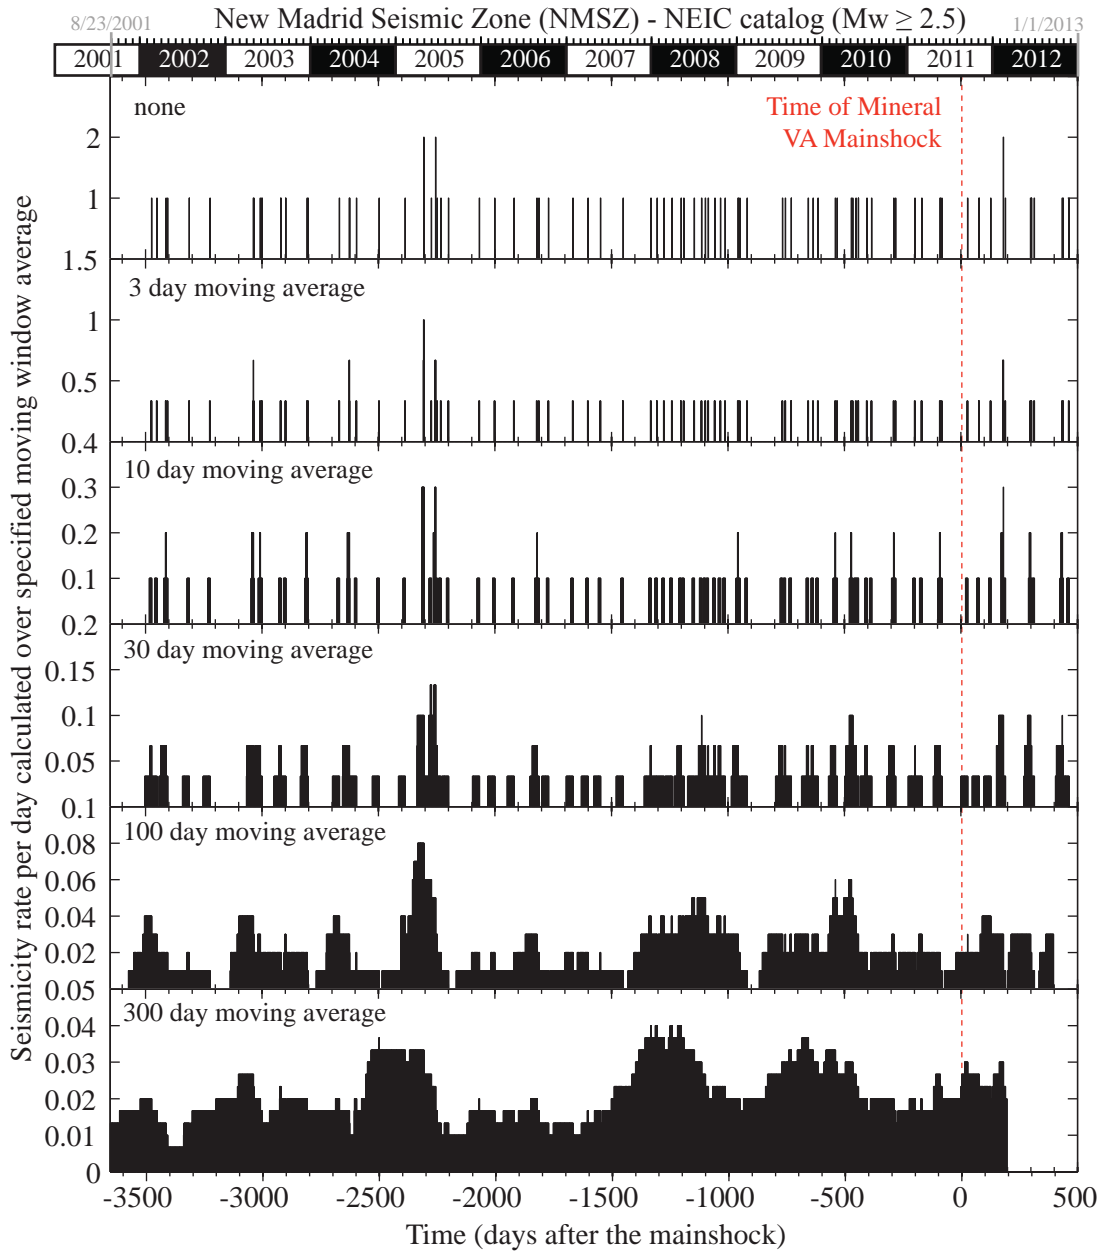 New Madrid Seismic Zone (NMSZ) - NEIC catalog (Mw ≥ 2.5)
8/23/2001
1/1/2013
2001 2002 2003 2004 2005 2006 2007 2008 2009 2010 2011 2012
none
Time of Mineral
VA Mainshock
2
1
1.5
3 day moving average
1
0.5
0.4
10 day moving average
0.3
0.2
0.1
0.2
30 day moving average
0.15
0.1
0.05
0.1
100 day moving average
0.08
0.06
0.04
0.02
0.05
300 day moving average
0.04
0.03
0.02
0.01
0
Seismicity rate per day calculated over specified moving window average
-3500 -3000 -2500 -2000 -1500 -1000 -500 0 500
Time (days after the mainshock)